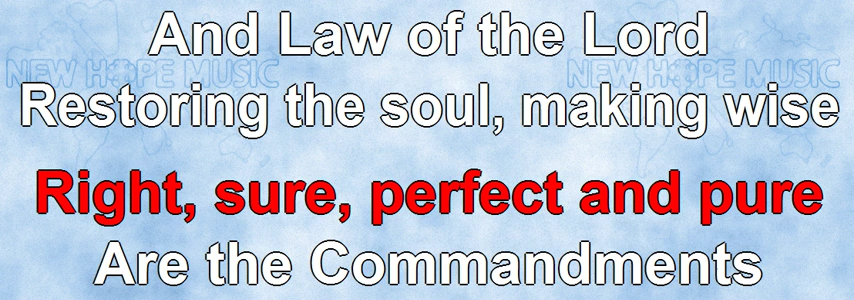 And Law of the Lord
NEW HOPE MUSIC NEW HOPE MUSIC
Restoring the soul, making wise
Right, sure, perfect and pure
Are the Commandments